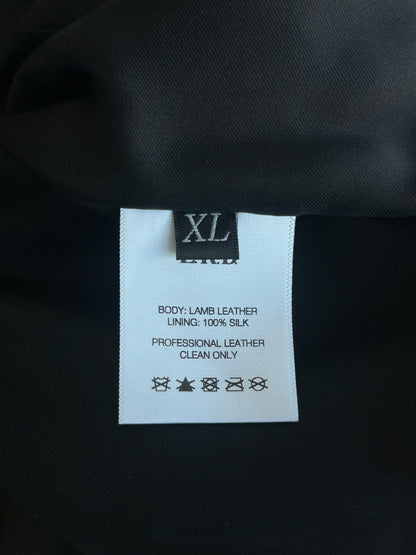 XL
BODY: LAMB LEATHER
LINING: 100% SILK
PROFESSIONAL LEATHER
CLEAN ONLY